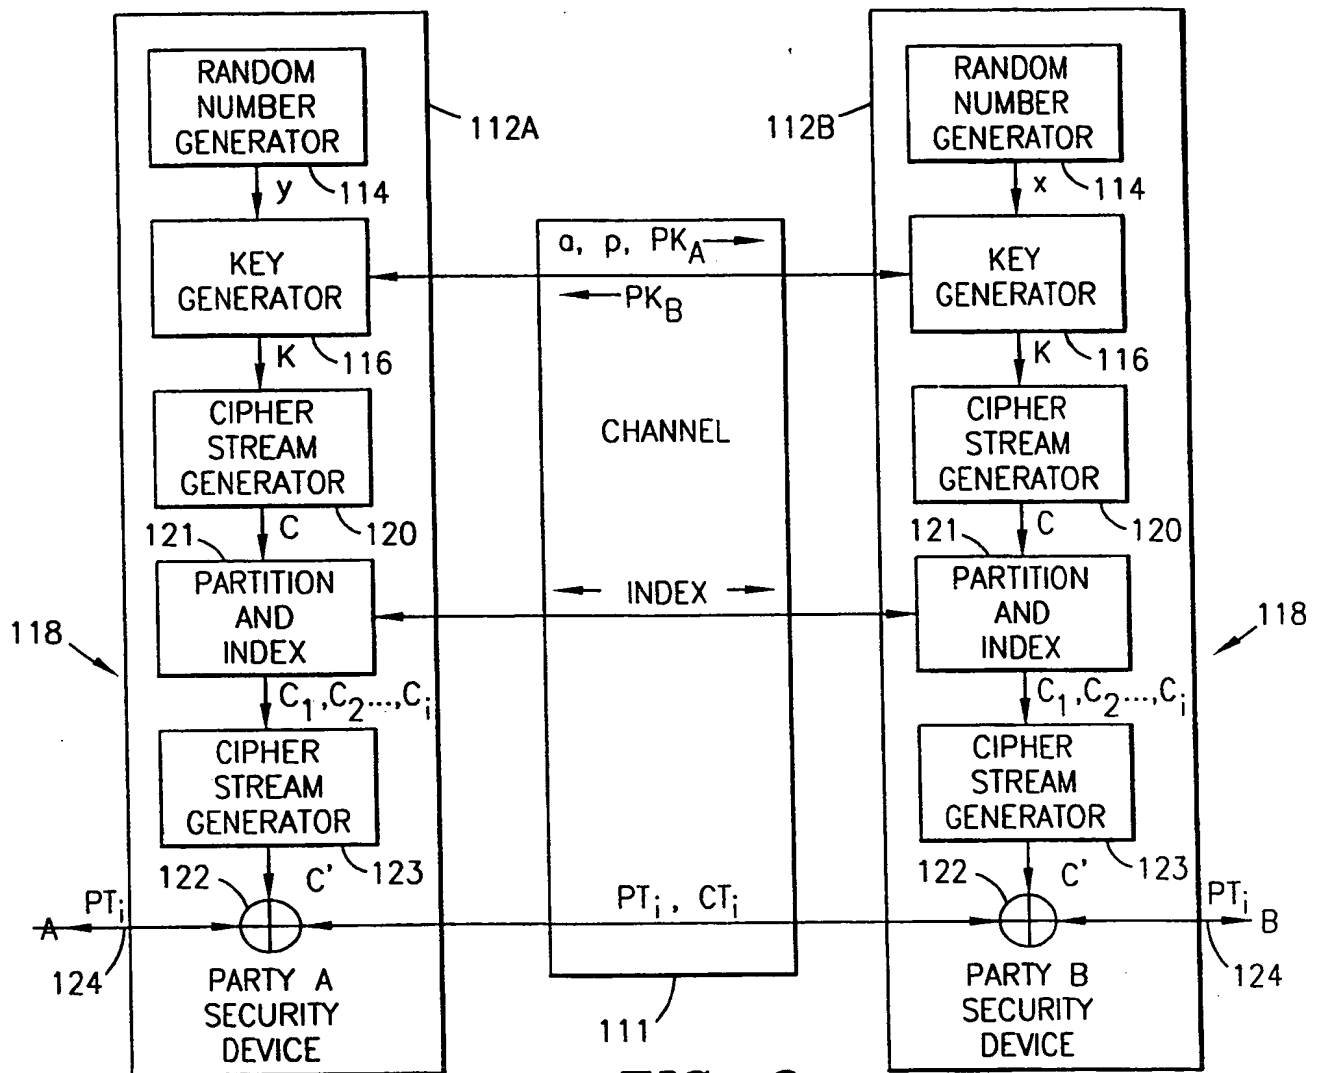 RANDOM
NUMBER
GENERATOR
y
114
112A
KEY
GENERATOR
K
116
CIPHER
STREAM
GENERATOR
C
120
121
PARTITION
AND
INDEX
118
C1,C2...,Ci
CIPHER
STREAM
GENERATOR
C'
123
122
PTi
A
124
PARTY A
SECURITY
DEVICE
a, p, PKA
PKB
CHANNEL
INDEX
PTi, CTi
111
RANDOM
NUMBER
GENERATOR
x
114
112B
KEY
GENERATOR
K
116
CIPHER
STREAM
GENERATOR
C
120
121
PARTITION
AND
INDEX
118
C1,C2...,Ci
CIPHER
STREAM
GENERATOR
C'
123
122
PTi
B
124
PARTY B
SECURITY
DEVICE